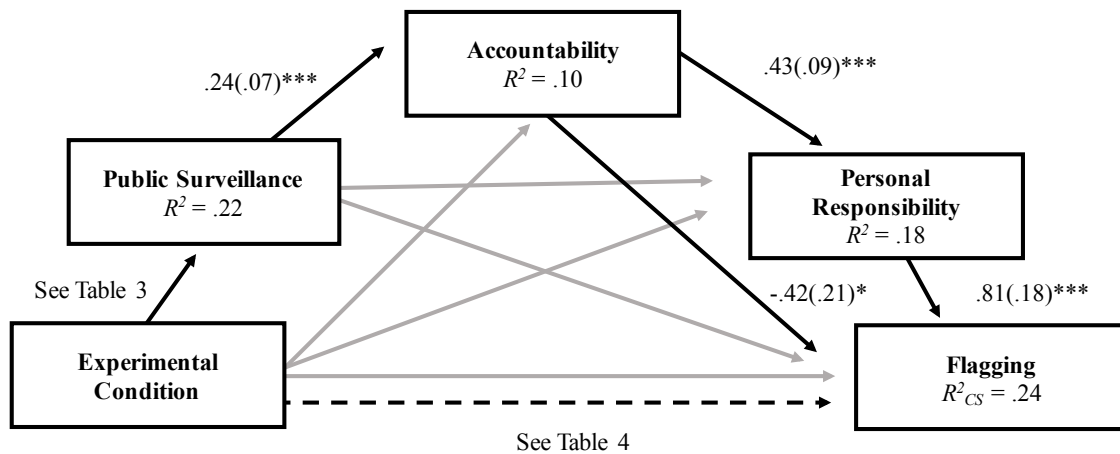 Accountability
R² = .10
.24(.07)***
.43(.09)***
Public Surveillance
R² = .22
Personal
Responsibility
R² = .18
See Table 3
-.42(.21)*
.81(.18)***
Experimental
Condition
Flagging
R²CS = .24
See Table 4